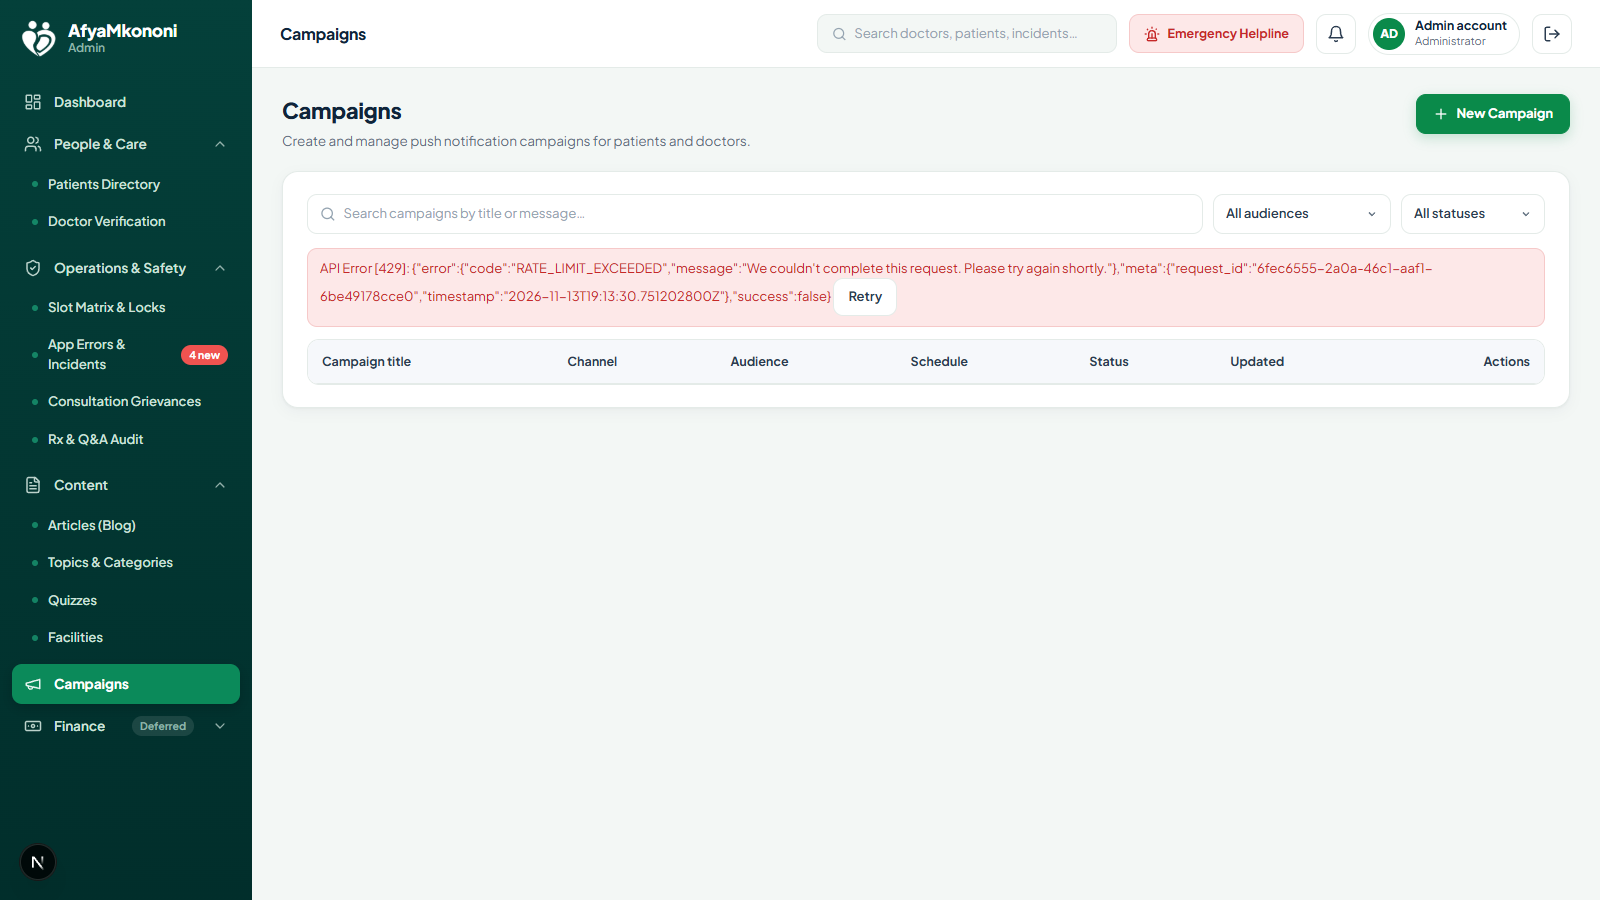 AfyaMkononi
Admin
Dashboard
People & Care
Patients Directory
Doctor Verification
Operations & Safety
Slot Matrix & Locks
App Errors &
Incidents
4 new
Consultation Grievances
Rx & Q&A Audit
Content
Articles (Blog)
Topics & Categories
Quizzes
Facilities
Campaigns
Finance
Deferred
N
Campaigns
Search doctors, patients, incidents...
Emergency Helpline
AD
Admin account
Administrator
Campaigns
Create and manage push notification campaigns for patients and doctors.
New Campaign
Search campaigns by title or message...
All audiences
All statuses
API Error [429]: {"error":{"code":"RATE_LIMIT_EXCEEDED","message":"We couldn't complete this request. Please try again shortly."},"meta":{"request_id":"6fec6555-2a0a-46c1-aaf1-
6be49178cce0","timestamp":"2026-11-13T19:13:30.751202800Z"},"success":false} Retry
Campaign title Channel Audience Schedule Status Updated Actions